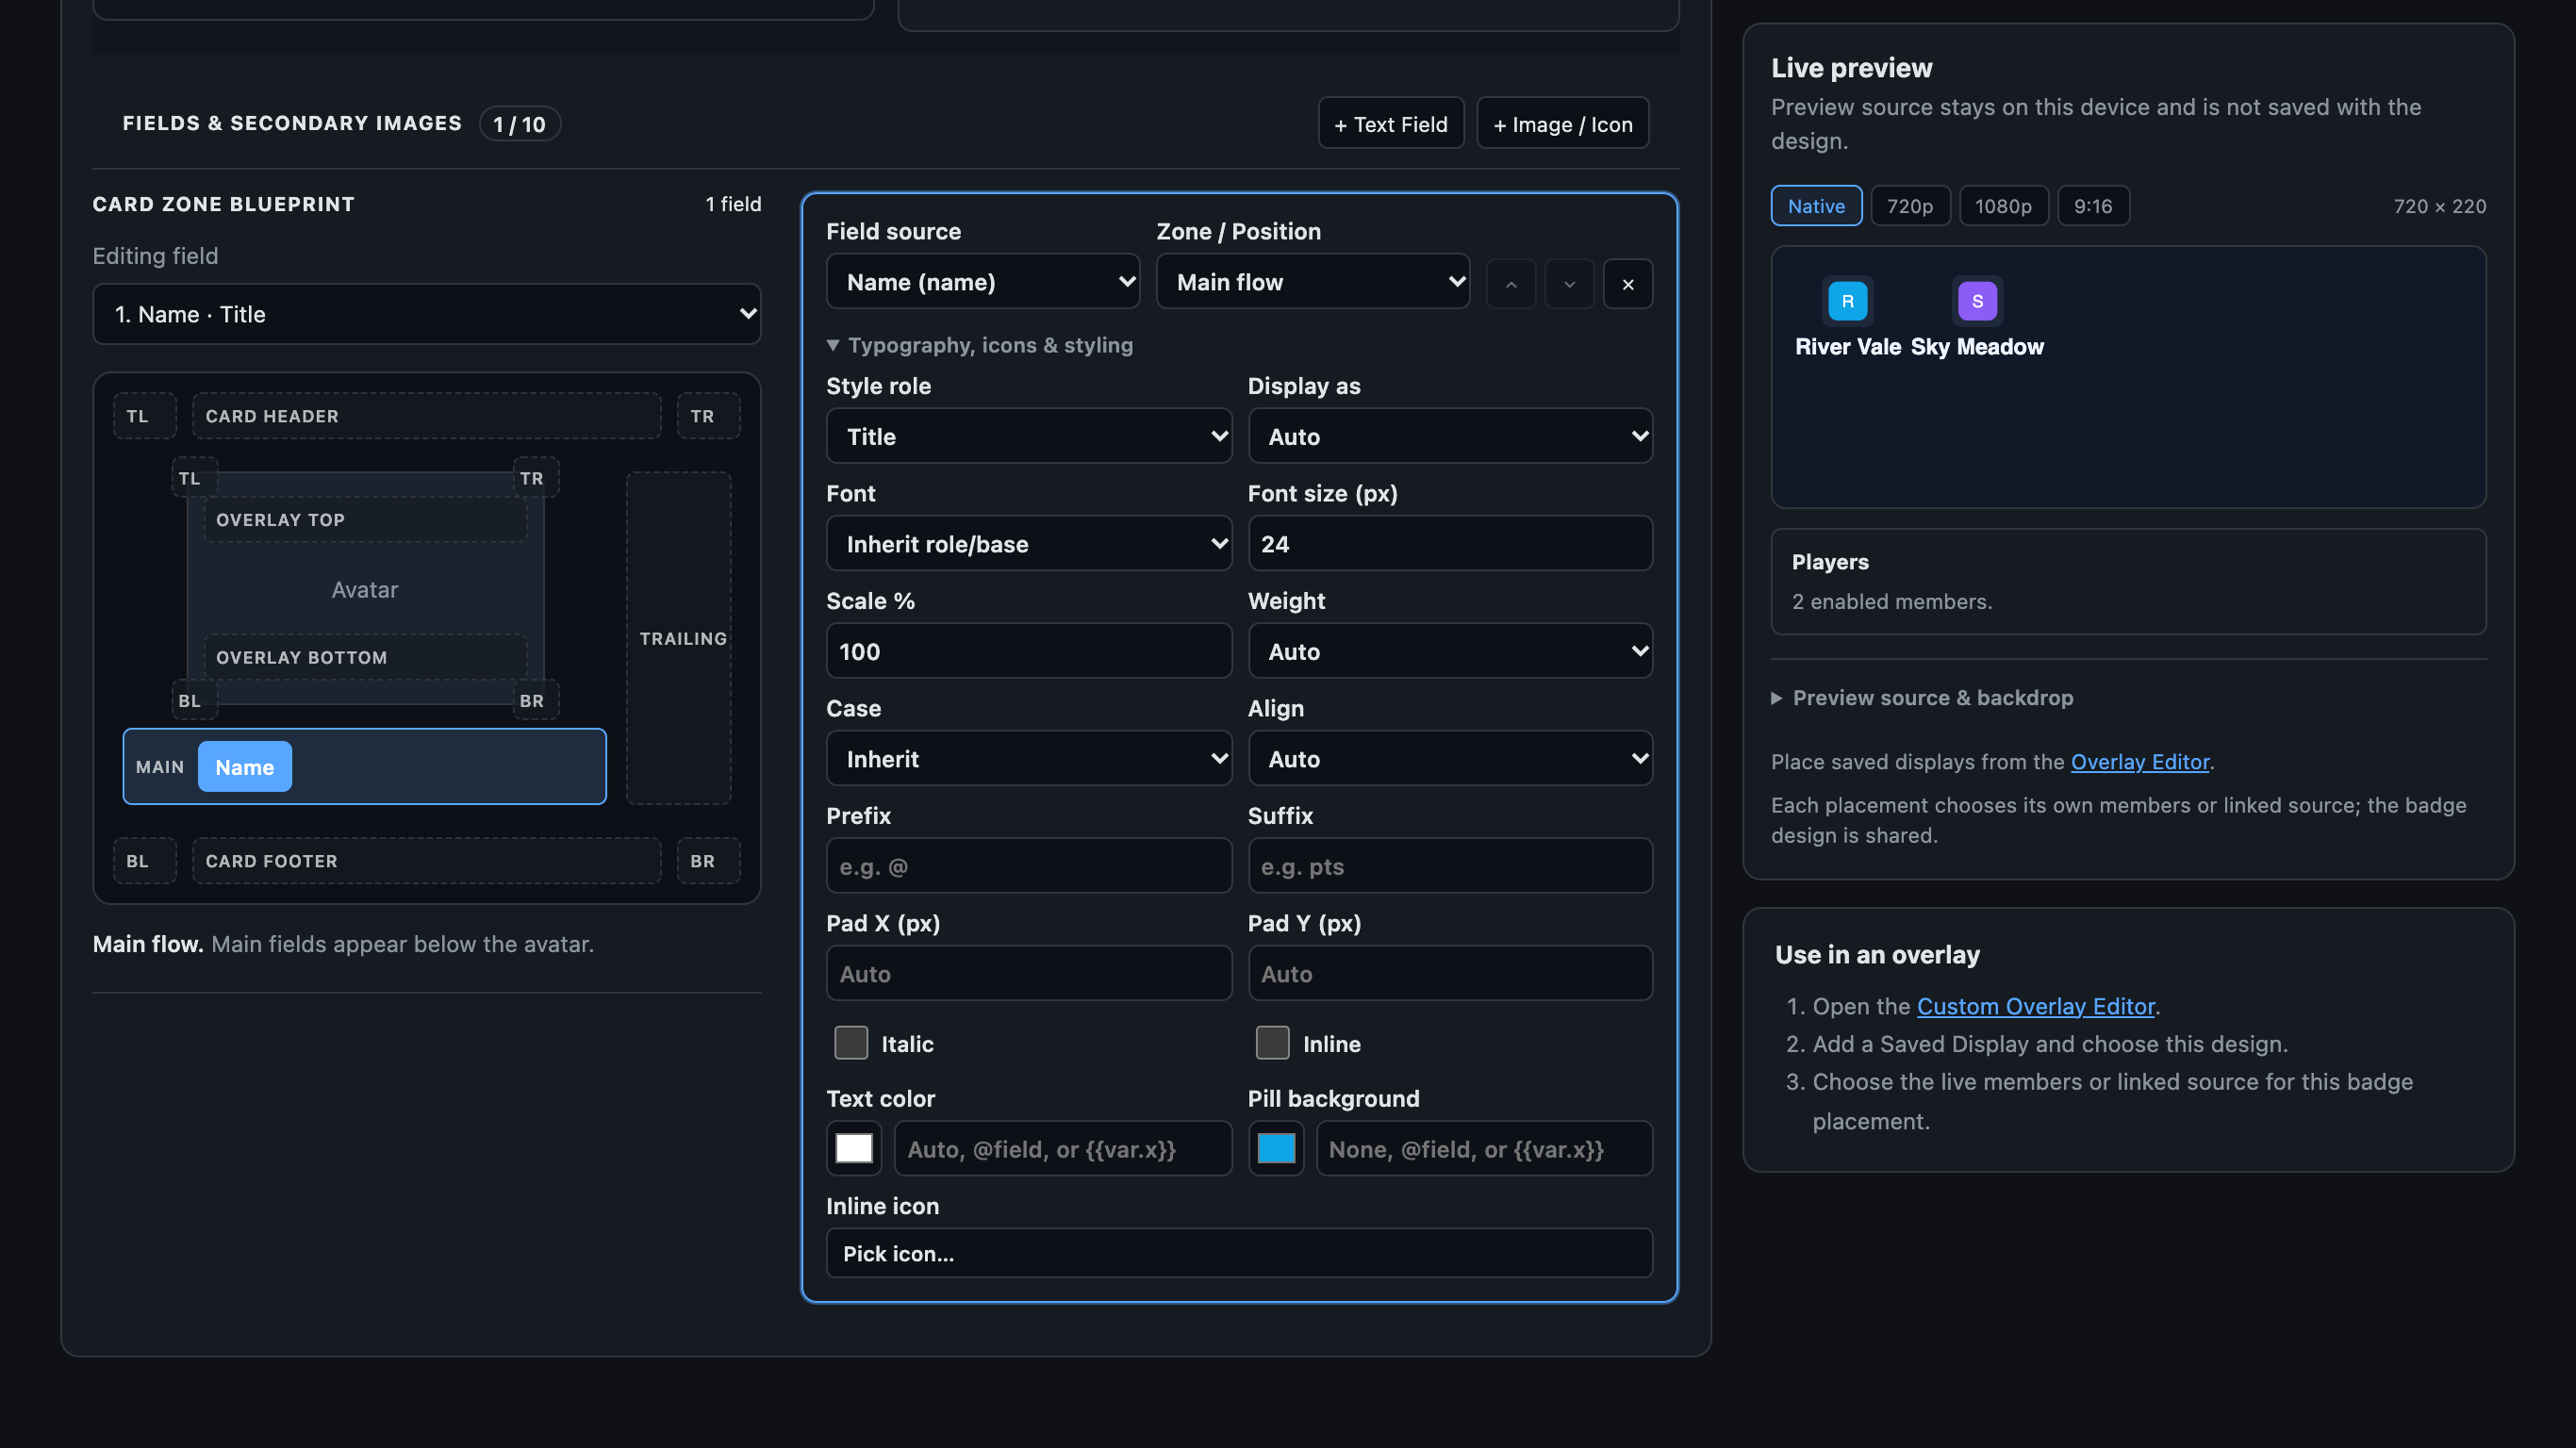 FIELDS & SECONDARY IMAGES 1 / 10
+ Text Field
+ Image / Icon
CARD ZONE BLUEPRINT
1 field
Editing field
1. Name · Title
TL
CARD HEADER
TR
TL
TR
OVERLAY TOP
Avatar
OVERLAY BOTTOM
BL
BR
TRAILING
MAIN
Name
BL
CARD FOOTER
BR
Main flow. Main fields appear below the avatar.
Field source
Zone / Position
Name (name)
Main flow
Typography, icons & styling
Style role
Display as
Title
Auto
Font
Font size (px)
Inherit role/base
24
Scale %
Weight
100
Auto
Case
Align
Inherit
Auto
Prefix
Suffix
e.g. @
e.g. pts
Pad X (px)
Pad Y (px)
Auto
Auto
Italic
Inline
Text color
Pill background
Auto, @field, or {{var.x}}
None, @field, or {{var.x}}
Inline icon
Pick icon...
Live preview
Preview source stays on this device and is not saved with the
design.
Native
720p
1080p
9:16
720 × 220
R
S
River Vale
Sky Meadow
Players
2 enabled members.
Preview source & backdrop
Place saved displays from the Overlay Editor.
Each placement chooses its own members or linked source; the badge
design is shared.
Use in an overlay
1. Open the Custom Overlay Editor.
2. Add a Saved Display and choose this design.
3. Choose the live members or linked source for this badge
placement.